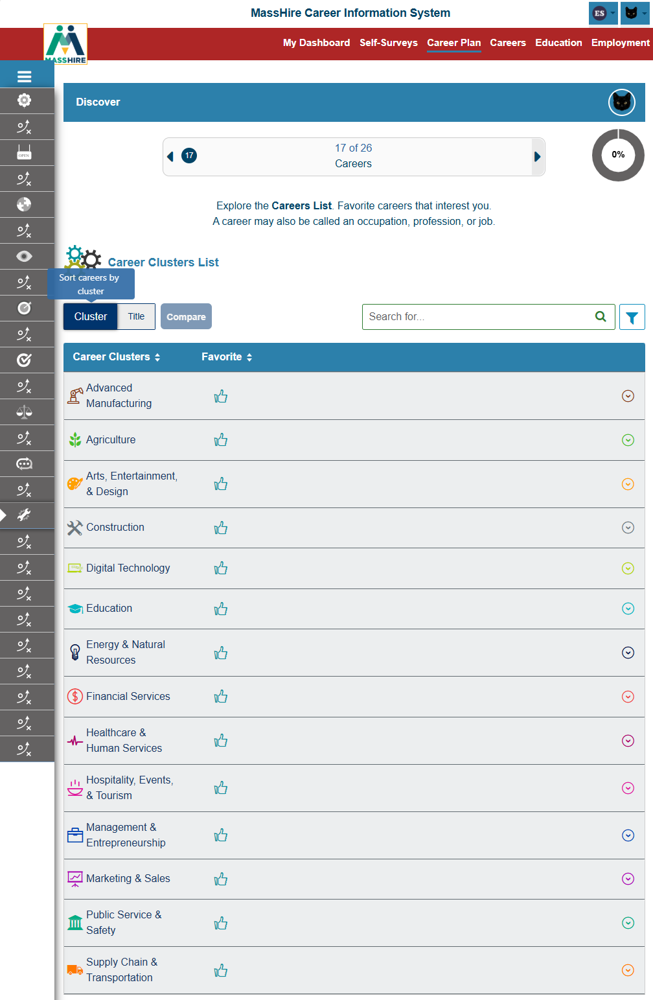 MassHire Career Information System
ES
MASSHIRE
My Dashboard Self-Surveys Career Plan Careers Education Employment
Discover
17
17 of 26
Careers
0%
OPEN
Explore the Careers List. Favorite careers that interest you.
A career may also be called an occupation, profession, or job.
Career Clusters List
Sort careers by
cluster
Cluster Title Compare Search for...
Career Clusters Favorite
Advanced
Manufacturing
Agriculture
Arts, Entertainment,
& Design
Construction
Digital Technology
Education
Energy & Natural
Resources
Financial Services
Healthcare &
Human Services
Hospitality, Events,
& Tourism
Management &
Entrepreneurship
Marketing & Sales
Public Service &
Safety
Supply Chain &
Transportation